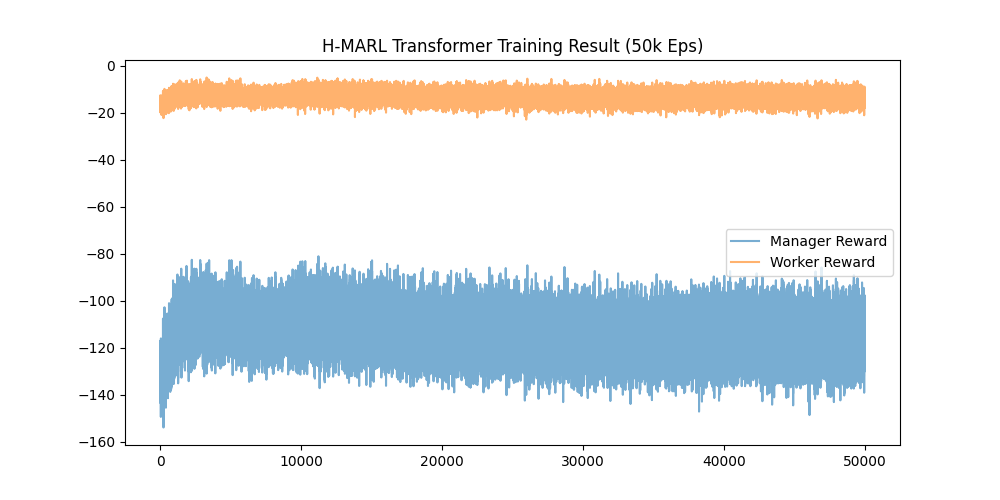 H-MARL Transformer Training Result (50k Eps)
0
−20
−40
−60
−80
−100
−120
−140
−160
Manager Reward
Worker Reward
0 10000 20000 30000 40000 50000